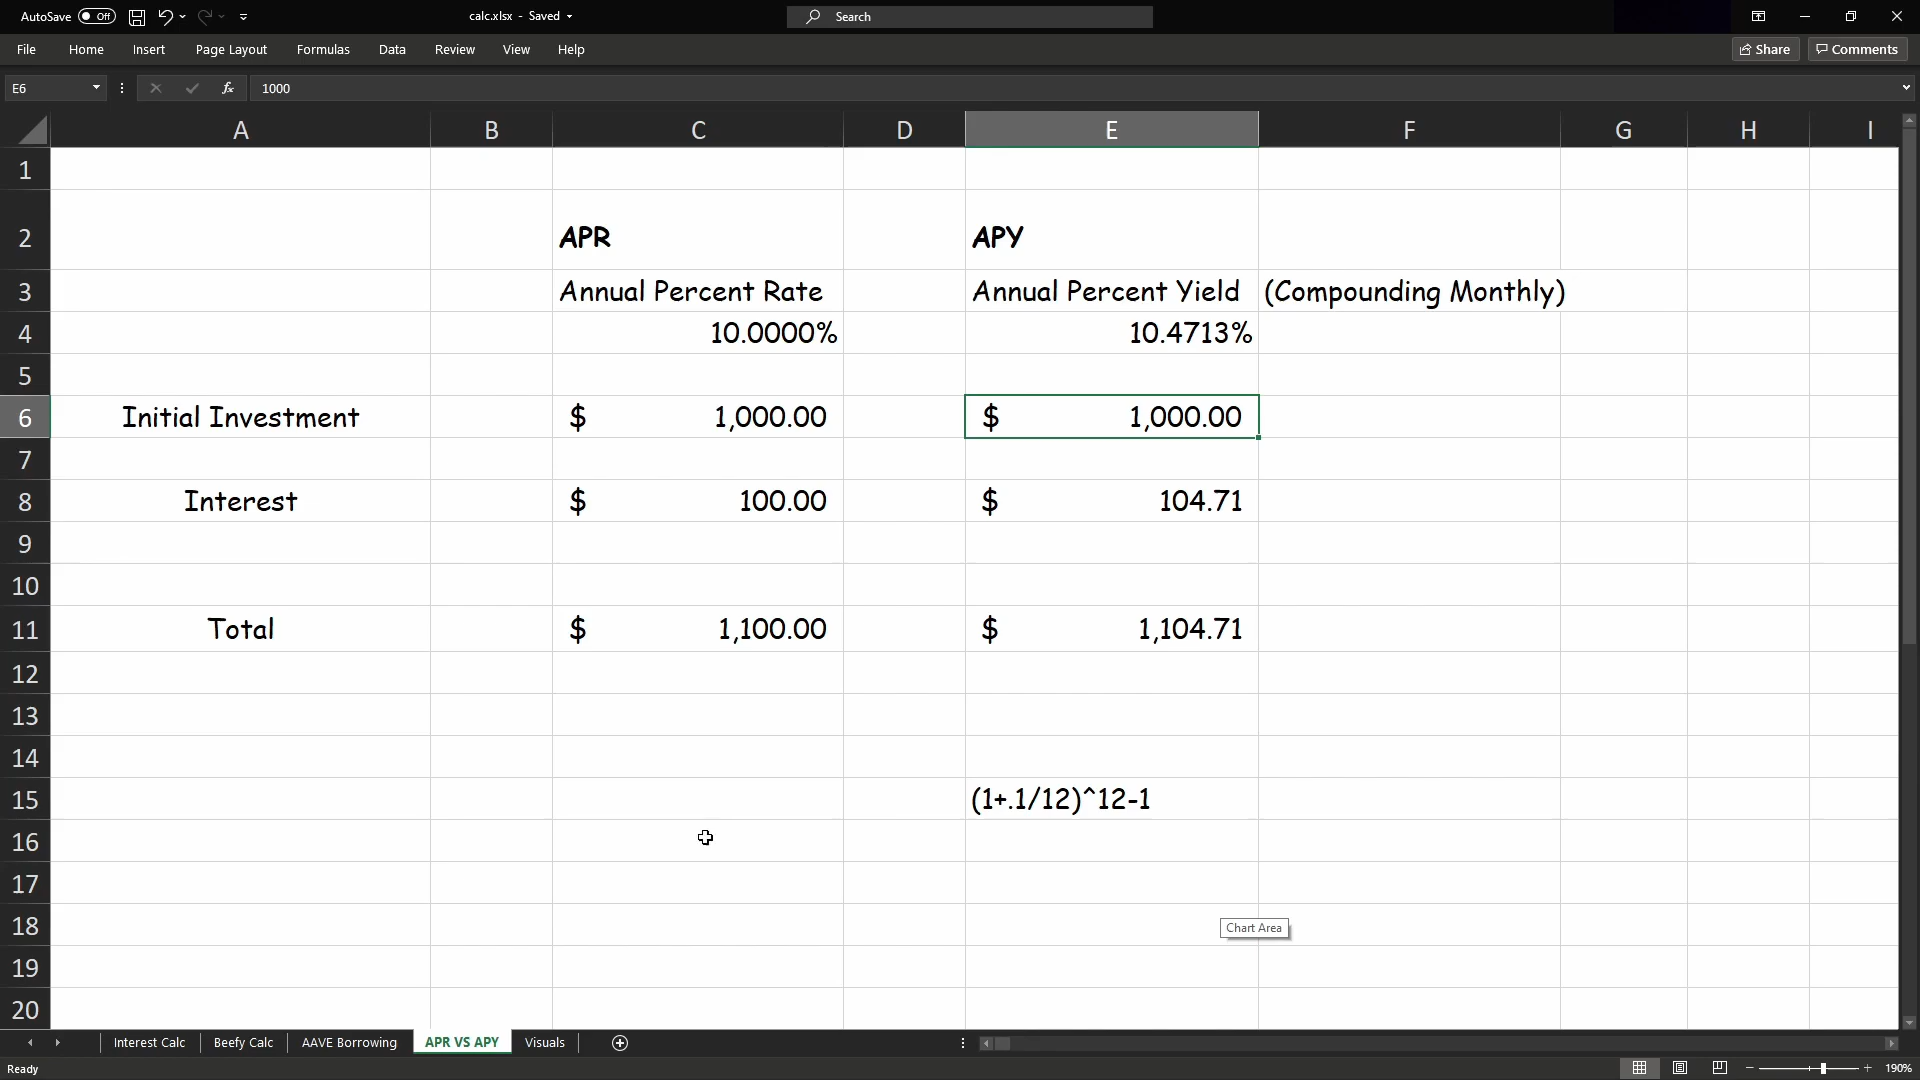 AutoSave Off calc.xlsx - Saved Search
File Home Insert Page Layout Formulas Data Review View Help Share Comments
E6 fx 1000
A B C D E F G H I
1
2 APR APY
3 Annual Percent Rate Annual Percent Yield (Compounding Monthly)
4 10.0000% 10.4713%
5
6 Initial Investment $ 1,000.00 $ 1,000.00
7
8 Interest $ 100.00 $ 104.71
9
10
11 Total $ 1,100.00 $ 1,104.71
12
13
14
15 (1+.1/12)^12-1
16
17
18 Chart Area
19
20
Interest Calc Beefy Calc AAVE Borrowing APR VS APY Visuals
Ready 190%